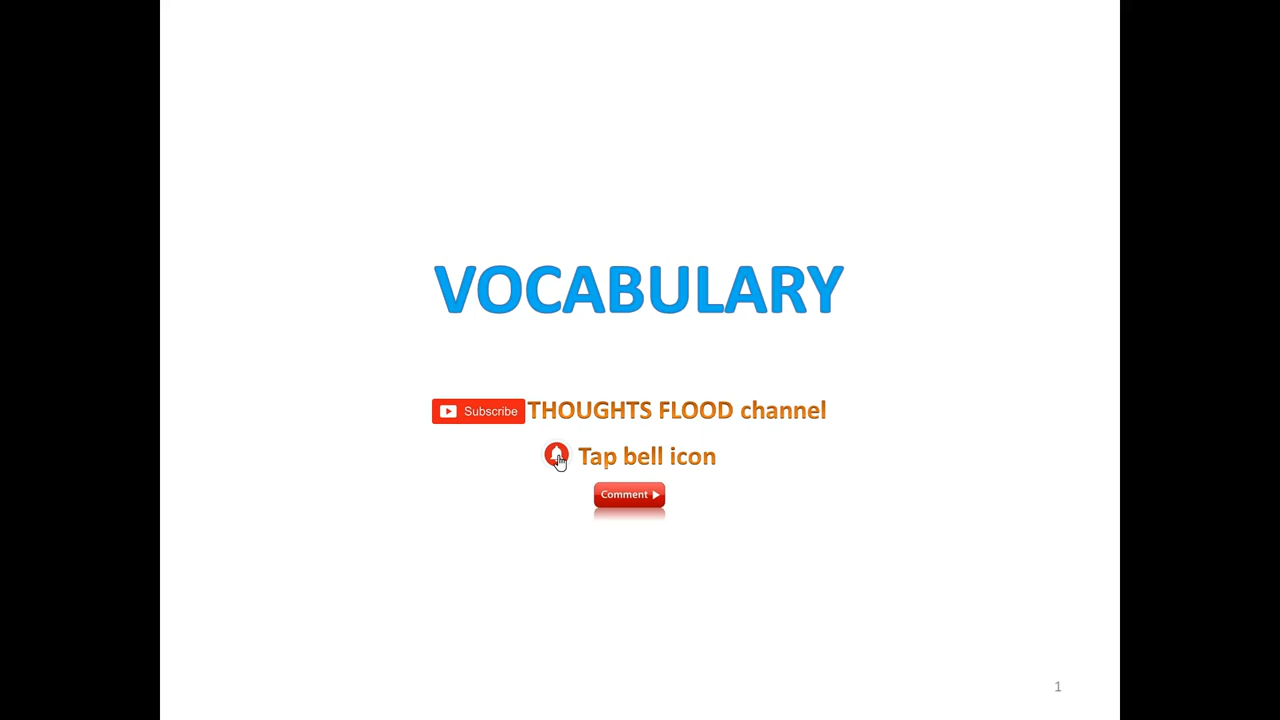 VOCABULARY
Subscribe THOUGHTS FLOOD channel
Tap bell icon
Comment
1